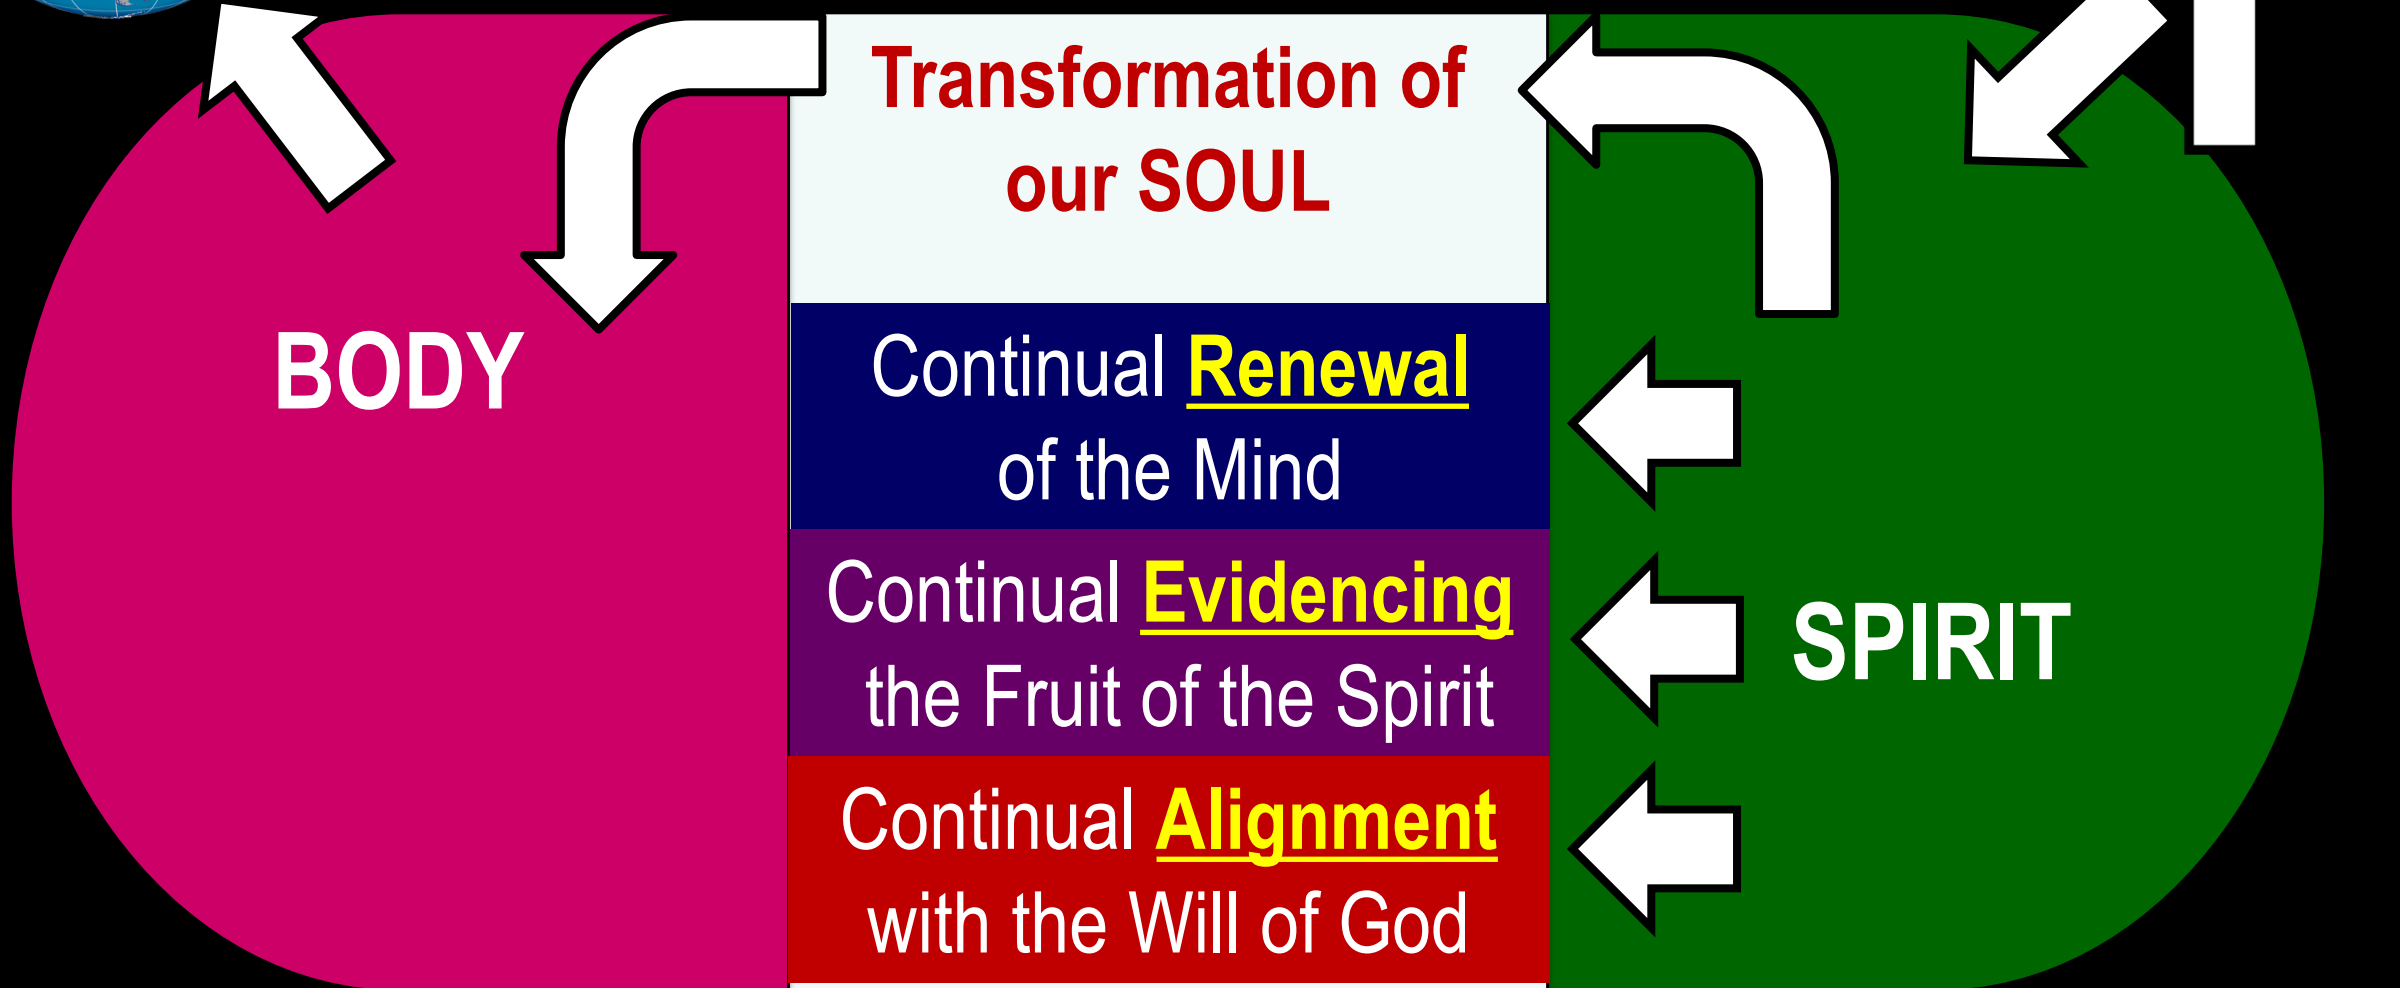 Transformation of
our SOUL
BODY
Continual Renewal
of the Mind
Continual Evidencing
the Fruit of the Spirit
SPIRIT
Continual Alignment
with the Will of God